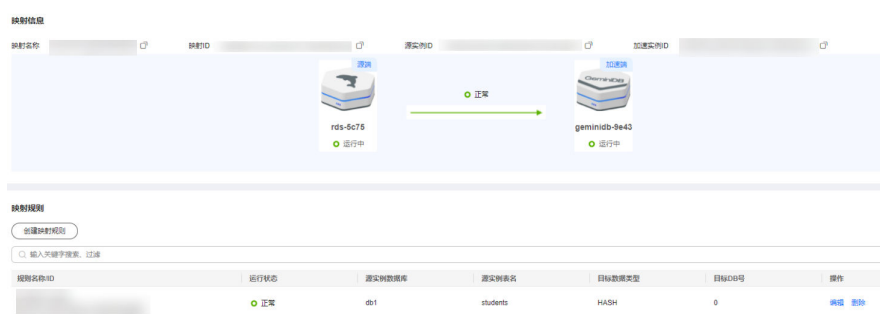 映射信息
映射名称 映射ID 源实例ID 加速实例ID
源端 加速端
GeminiDB
正常
rds-5c75 geminidb-9e43
运行中 运行中
映射规则
创建映射规则
输入关键字搜索、过滤
规则名称/ID 运行状态 源实例数据库 源实例表名 目标数据类型 目标DB号 操作
正常 db1 students HASH 0 编辑 删除